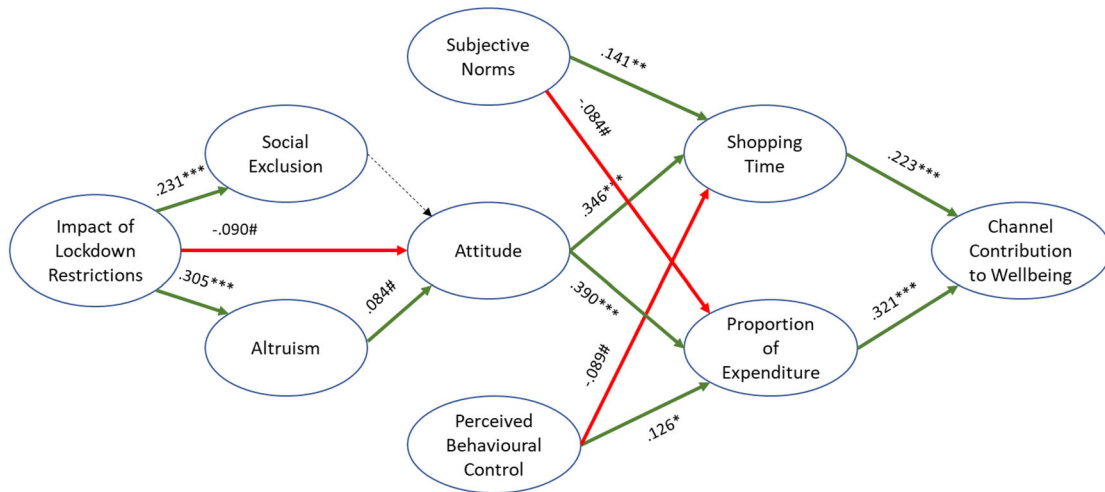 Subjective
Norms
.141**
-.084#
Social
Exclusion
Shopping
Time
.231***
.346***
.223***
Impact of
Lockdown
Restrictions
-.090#
Attitude
Channel
Contribution
to Wellbeing
.305***
.084#
.390***
.321***
Altruism
Proportion
of
Expenditure
-.089#
Perceived
Behavioural
Control
.126*